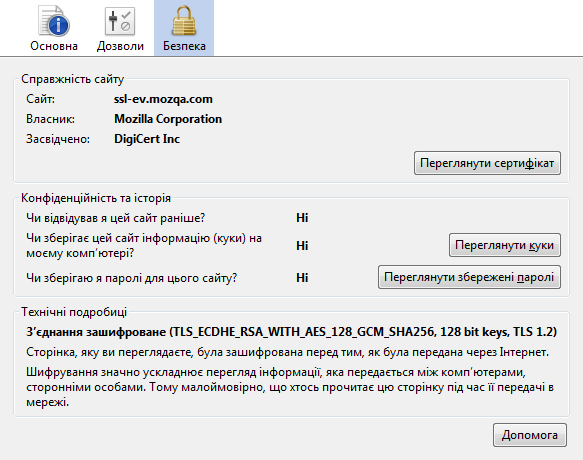 Основна Дозволи Безпека
Справжність сайту
Сайт: ssl-ev.mozqa.com
Власник: Mozilla Corporation
Засвідчено: DigiCert Inc
Переглянути сертифікат
Конфіденційність та історія
Чи відвідував я цей сайт раніше? Ні
Чи зберігає цей сайт інформацію (куки) на
моєму комп’ютері? Ні Переглянути куки
Чи зберігаю я паролі для цього сайту? Ні Переглянути збережені паролі
Технічні подробиці
З’єднання зашифроване (TLS_ECDHE_RSA_WITH_AES_128_GCM_SHA256, 128 bit keys, TLS 1.2)
Сторінка, яку ви переглядаєте, була зашифрована перед тим, як була передана через Інтернет.
Шифрування значно ускладнює перегляд інформації, яка передається між комп’ютерами,
сторонніми особами. Тому малоймовірно, що хтось прочитає цю сторінку під час її передачі в
мережі.
Допомога